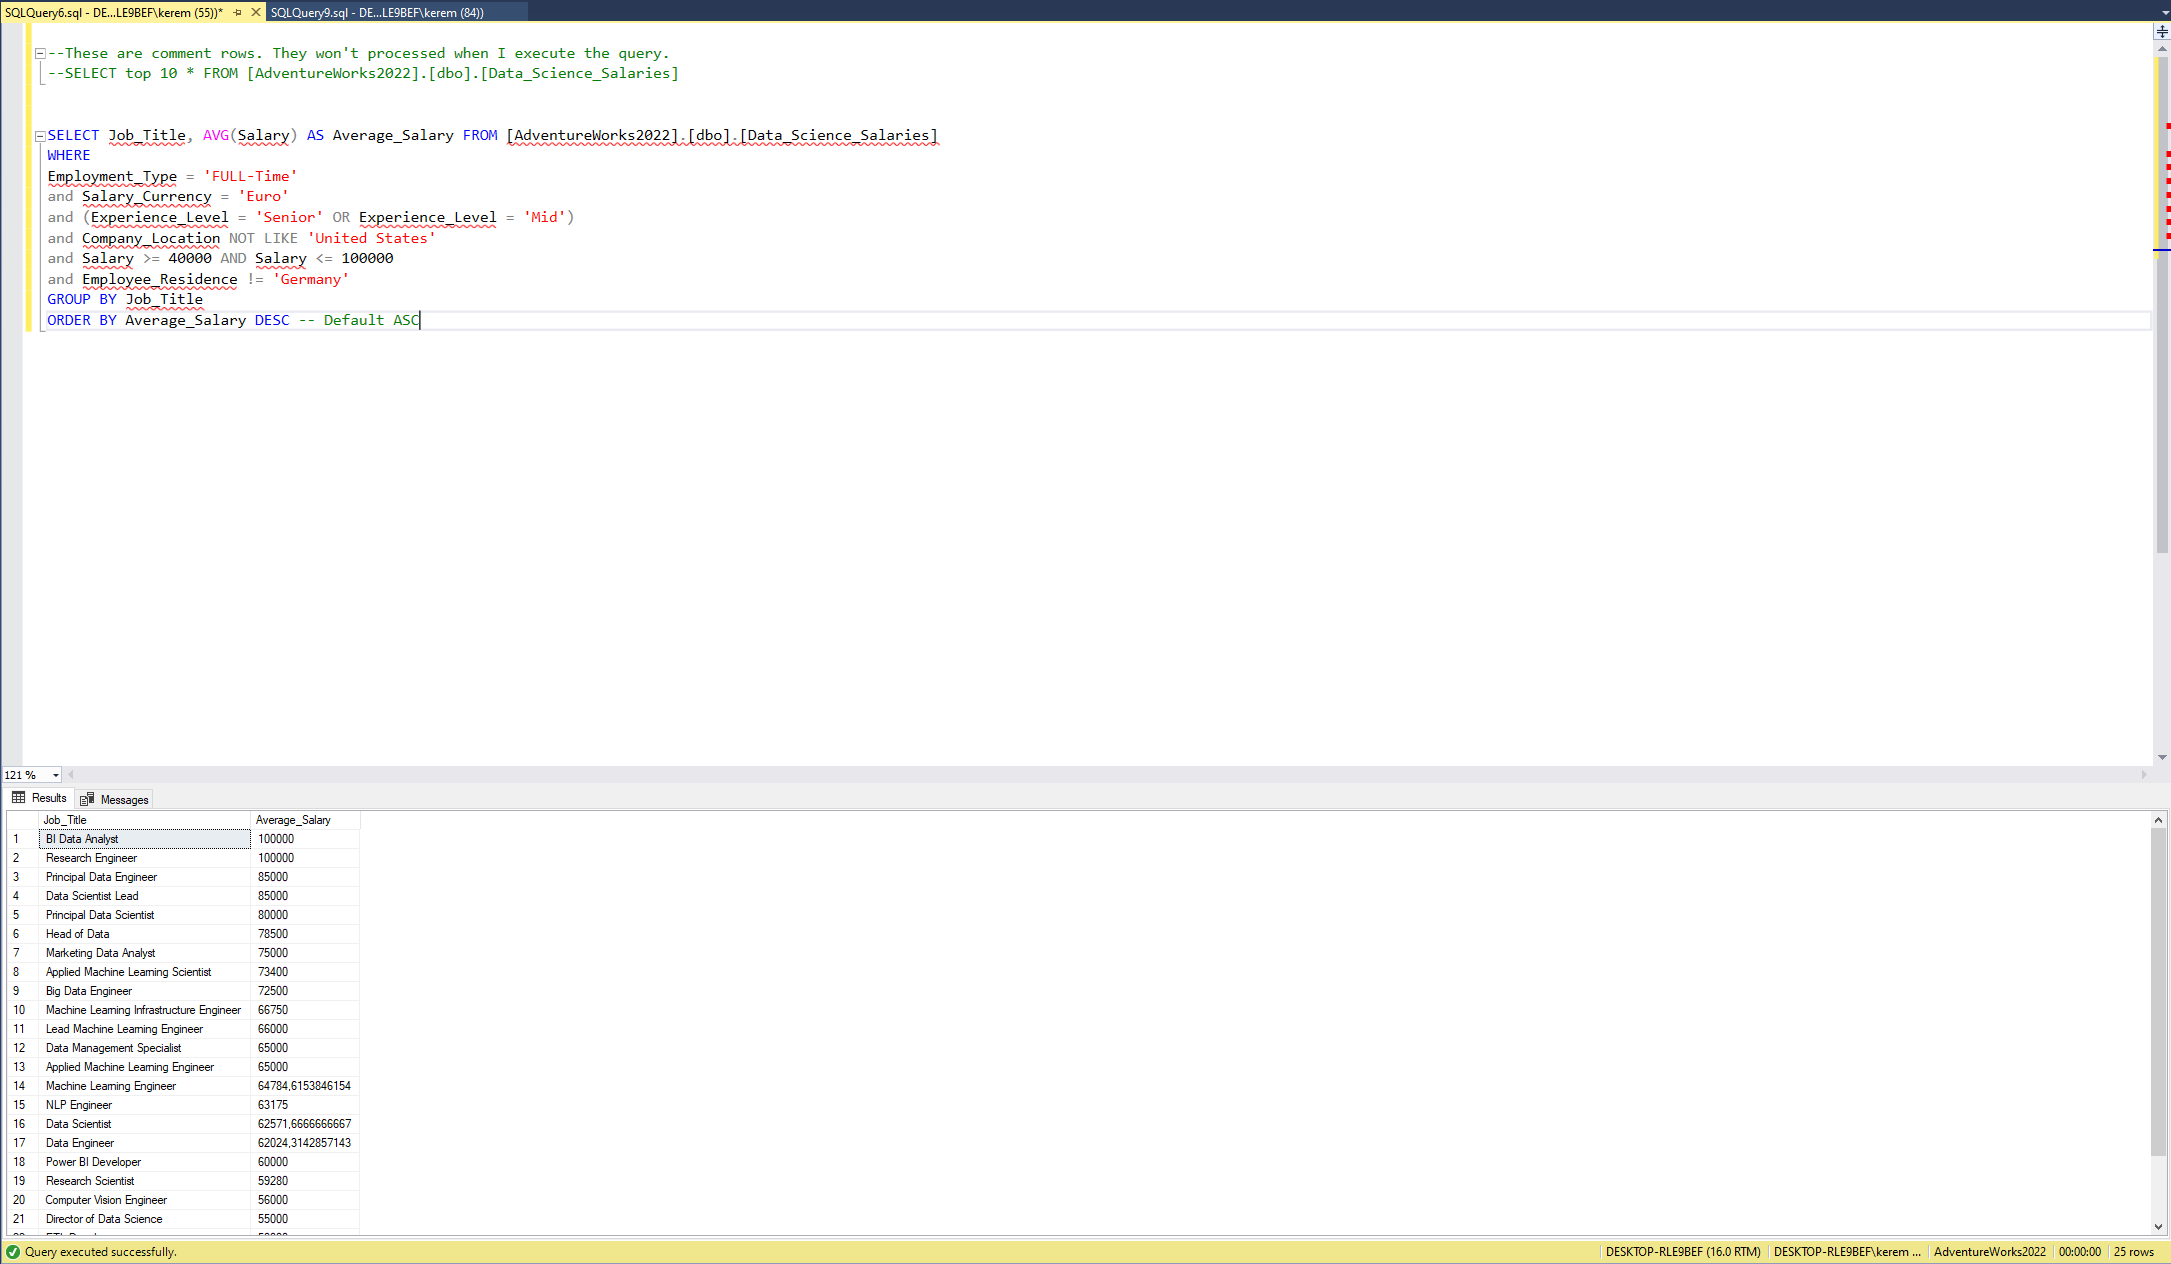 SQLQuery6.sql - DE...LE9BEF\kerem (55))* SQLQuery9.sql - DE...LE9BEF\kerem (84))
--These are comment rows. They won't processed when I execute the query.
--SELECT top 10 * FROM [AdventureWorks2022].[dbo].[Data_Science_Salaries]
SELECT Job_Title, AVG(Salary) AS Average_Salary FROM [AdventureWorks2022].[dbo].[Data_Science_Salaries]
WHERE
Employment_Type = 'FULL-Time'
and Salary_Currency = 'Euro'
and (Experience_Level = 'Senior' OR Experience_Level = 'Mid')
and Company_Location NOT LIKE 'United States'
and Salary >= 40000 AND Salary <= 100000
and Employee_Residence != 'Germany'
GROUP BY Job_Title
ORDER BY Average_Salary DESC -- Default ASC
121 %
Results Messages
Job_Title Average_Salary
1 BI Data Analyst 100000
2 Research Engineer 100000
3 Principal Data Engineer 85000
4 Data Scientist Lead 85000
5 Principal Data Scientist 80000
6 Head of Data 78500
7 Marketing Data Analyst 75000
8 Applied Machine Learning Scientist 73400
9 Big Data Engineer 72500
10 Machine Learning Infrastructure Engineer 66750
11 Lead Machine Learning Engineer 66000
12 Data Management Specialist 65000
13 Applied Machine Learning Engineer 65000
14 Machine Learning Engineer 64784,6153846154
15 NLP Engineer 63175
16 Data Scientist 62571,6666666667
17 Data Engineer 62024,3142857143
18 Power BI Developer 60000
19 Research Scientist 59280
20 Computer Vision Engineer 56000
21 Director of Data Science 55000
Query executed successfully. DESKTOP-RLE9BEF (16.0 RTM) DESKTOP-RLE9BEF\kerem ... AdventureWorks2022 00:00:00 25 rows